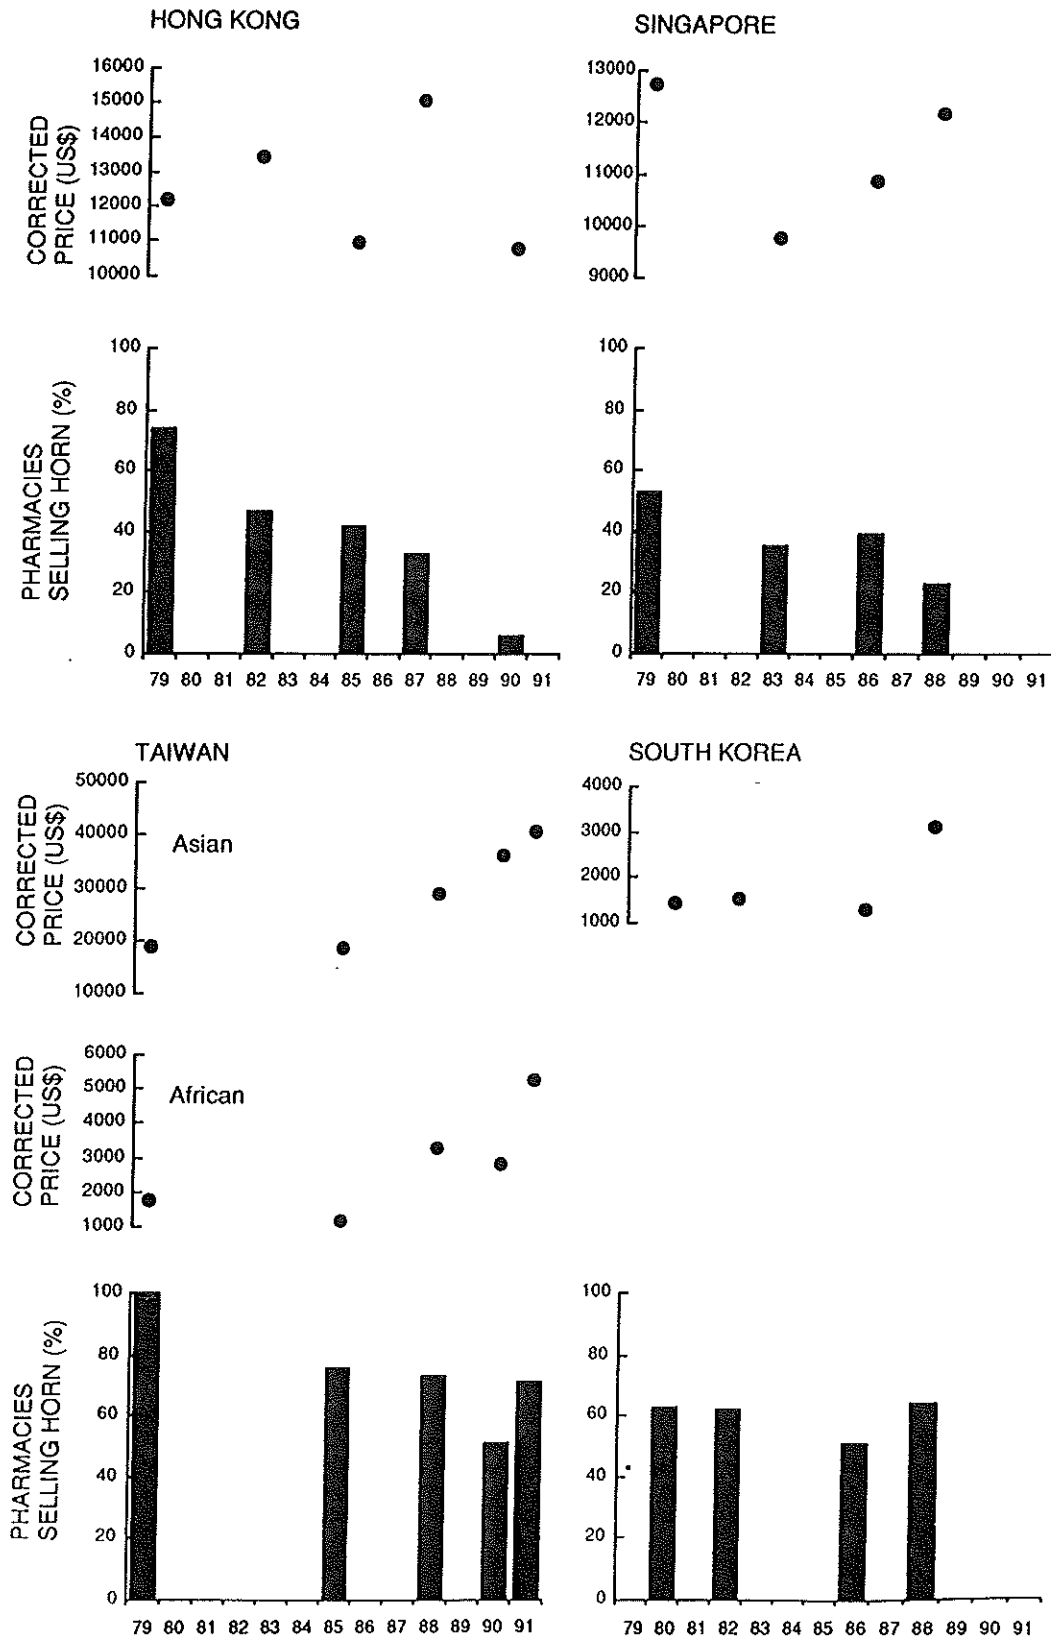 HONG KONG
SINGAPORE
CORRECTED
PRICE (US$)
16000
15000
14000
13000
12000
11000
10000
13000
12000
11000
10000
9000
PHARMACIES
SELLING HORN (%)
100
80
60
40
20
0
100
80
60
40
20
0
79 80 81 82 83 84 85 86 87 88 89 90 91
79 80 81 82 83 84 85 86 87 88 89 90 91
TAIWAN
SOUTH KOREA
CORRECTED
PRICE (US$)
50000
40000
30000
20000
10000
Asian
4000
3000
2000
1000
CORRECTED
PRICE (US$)
6000
5000
4000
3000
2000
1000
African
PHARMACIES
SELLING HORN (%)
100
80
60
40
20
0
100
80
60
40
20
0
79 80 81 82 83 84 85 86 87 88 89 90 91
79 80 81 82 83 84 85 86 87 88 89 90 91